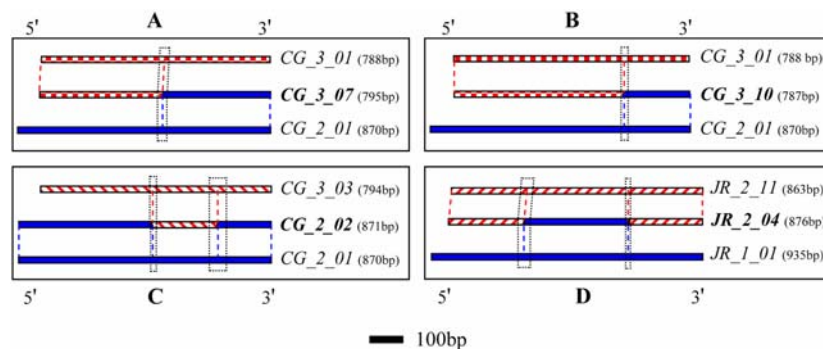 5' A 3'
5' B 3'
CG_3_01 (788bp)
CG_3_07 (795bp)
CG_2_01 (870bp)
CG_3_01 (788 bp)
CG_3_10 (787bp)
CG_2_01 (870bp)
CG_3_03 (794bp)
CG_2_02 (871bp)
CG_2_01 (870bp)
JR_2_11 (863bp)
JR_2_04 (876bp)
JR_1_01 (935bp)
5' C 3'
5' D 3'
100bp